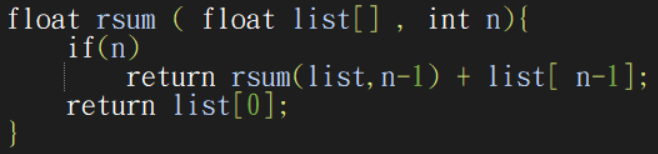 float rsum ( float list[] , int n){
    if(n)
        return rsum(list,n-1) + list[ n-1];
    return list[0];
}